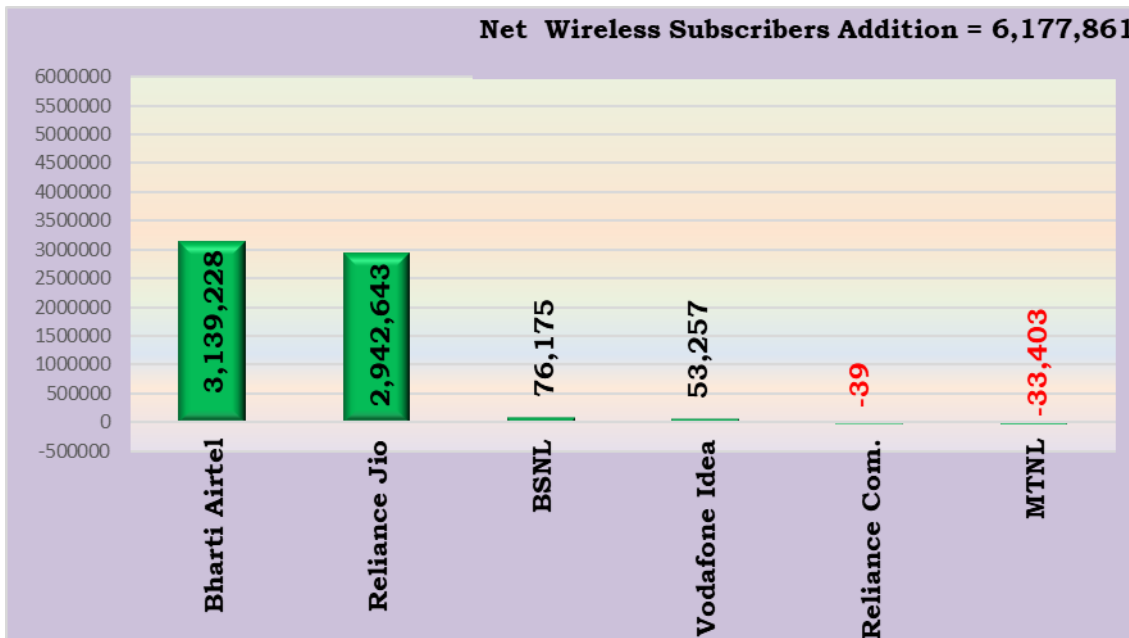 Net Wireless Subscribers Addition = 6,177,861
6000000
5500000
5000000
4500000
4000000
3500000
3000000
2500000
2000000
1500000
1000000
500000
0
-500000
3,139,228
2,942,643
76,175
53,257
-39
-33,403
Bharti Airtel
Reliance Jio
BSNL
Vodafone Idea
Reliance Com.
MTNL